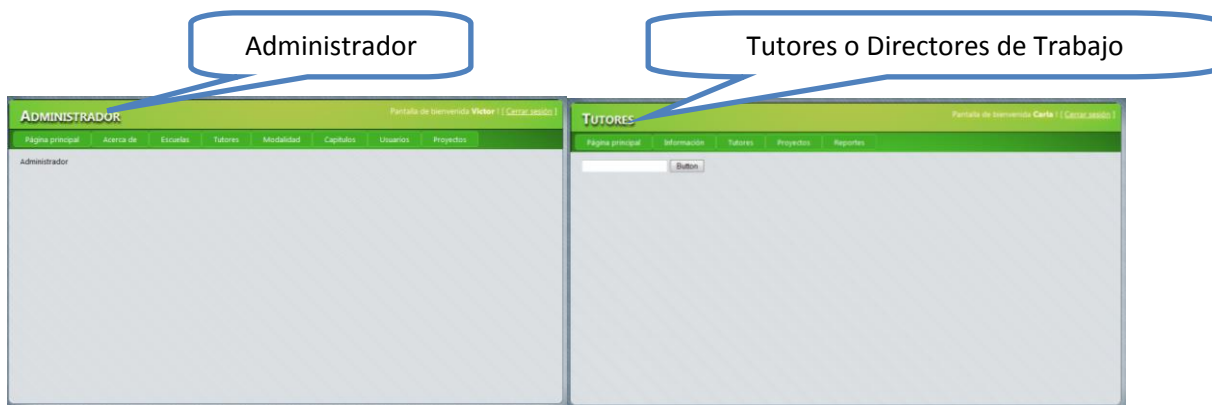 Administrador
Tutores o Directores de Trabajo
ADMINISTRADOR
Pantalla de bienvenida Victor ! [ Cerrar sesión ]
Página principal Acerca de Escuelas Tutores Modalidad Capítulos Usuarios Proyectos
Administrador
TUTORES
Pantalla de bienvenida Carla ! [ Cerrar sesión ]
Página principal Información Tutores Proyectos Reportes
Button